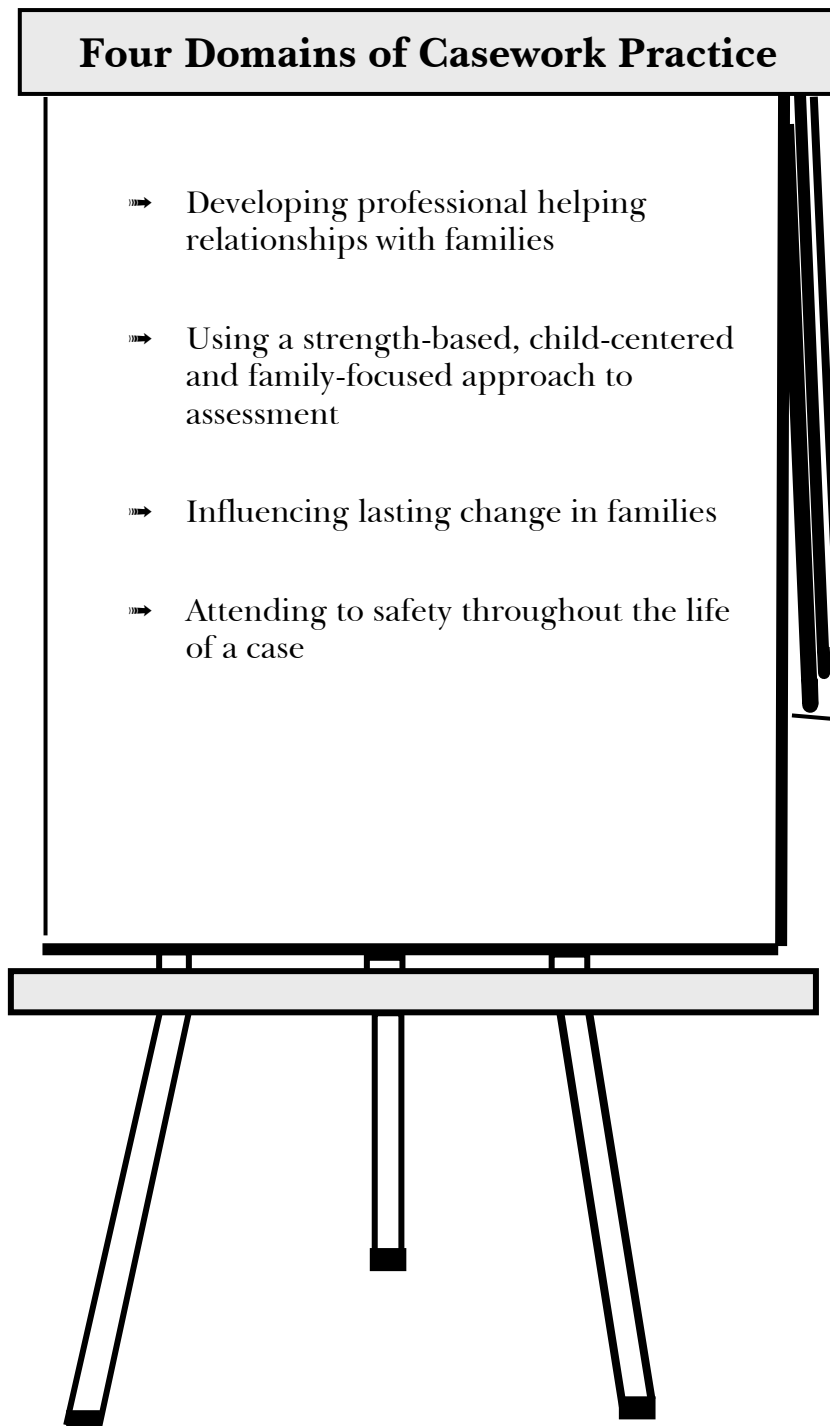 Four Domains of Casework Practice
➟ Developing professional helping
relationships with families
➟ Using a strength-based, child-centered
and family-focused approach to
assessment
➟ Influencing lasting change in families
➟ Attending to safety throughout the life
of a case